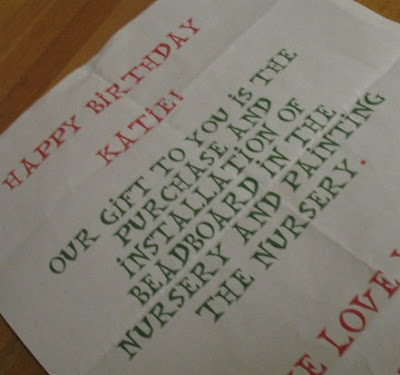 HAPPY BiRTHDAY
KATiE!
OUR GiFT TO YOU iS THE
PURCHASE AND
iNSTALLATiON OF
BEADBOARD iN THE
NURSERY AND PAiNTiNG
THE NURSERY.
LOVE